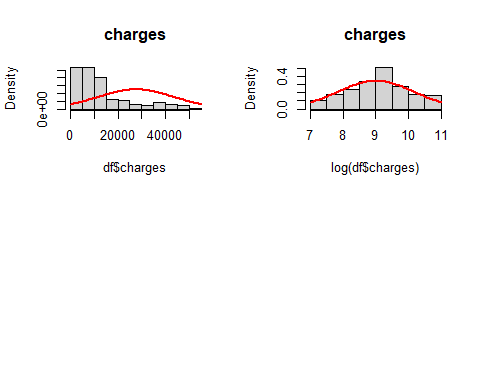 charges
Density
0e+00
0 20000 40000
df$charges
charges
Density
0.0 0.4
7 8 9 10 11
log(df$charges)